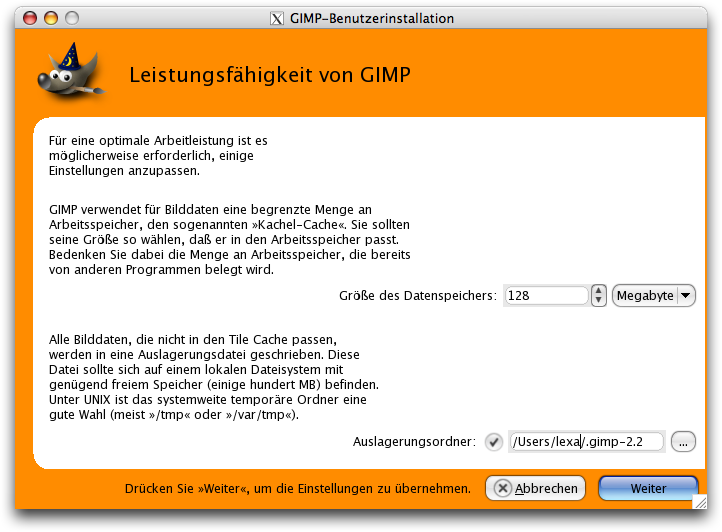 GIMP-Benutzerinstallation
Leistungsfähigkeit von GIMP
Für eine optimale Arbeitleistung ist es
möglicherweise erforderlich, einige
Einstellungen anzupassen.
GIMP verwendet für Bilddaten eine begrenzte Menge an
Arbeitsspeicher, den sogenannten »Kachel-Cache«. Sie sollten
seine Größe so wählen, daß er in den Arbeitsspeicher passt.
Bedenken Sie dabei die Menge an Arbeitsspeicher, die bereits
von anderen Programmen belegt wird.
Größe des Datenspeichers: 128 Megabyte
Alle Bilddaten, die nicht in den Tile Cache passen,
werden in eine Auslagerungsdatei geschrieben. Diese
Datei sollte sich auf einem lokalen Dateisystem mit
genügend freiem Speicher (einige hundert MB) befinden.
Unter UNIX ist das systemweite temporäre Ordner eine
gute Wahl (meist »/tmp« oder »/var/tmp«).
Auslagerungsordner: /Users/lexa/.gimp-2.2 ...
Drücken Sie »Weiter«, um die Einstellungen zu übernehmen. Abbrechen Weiter